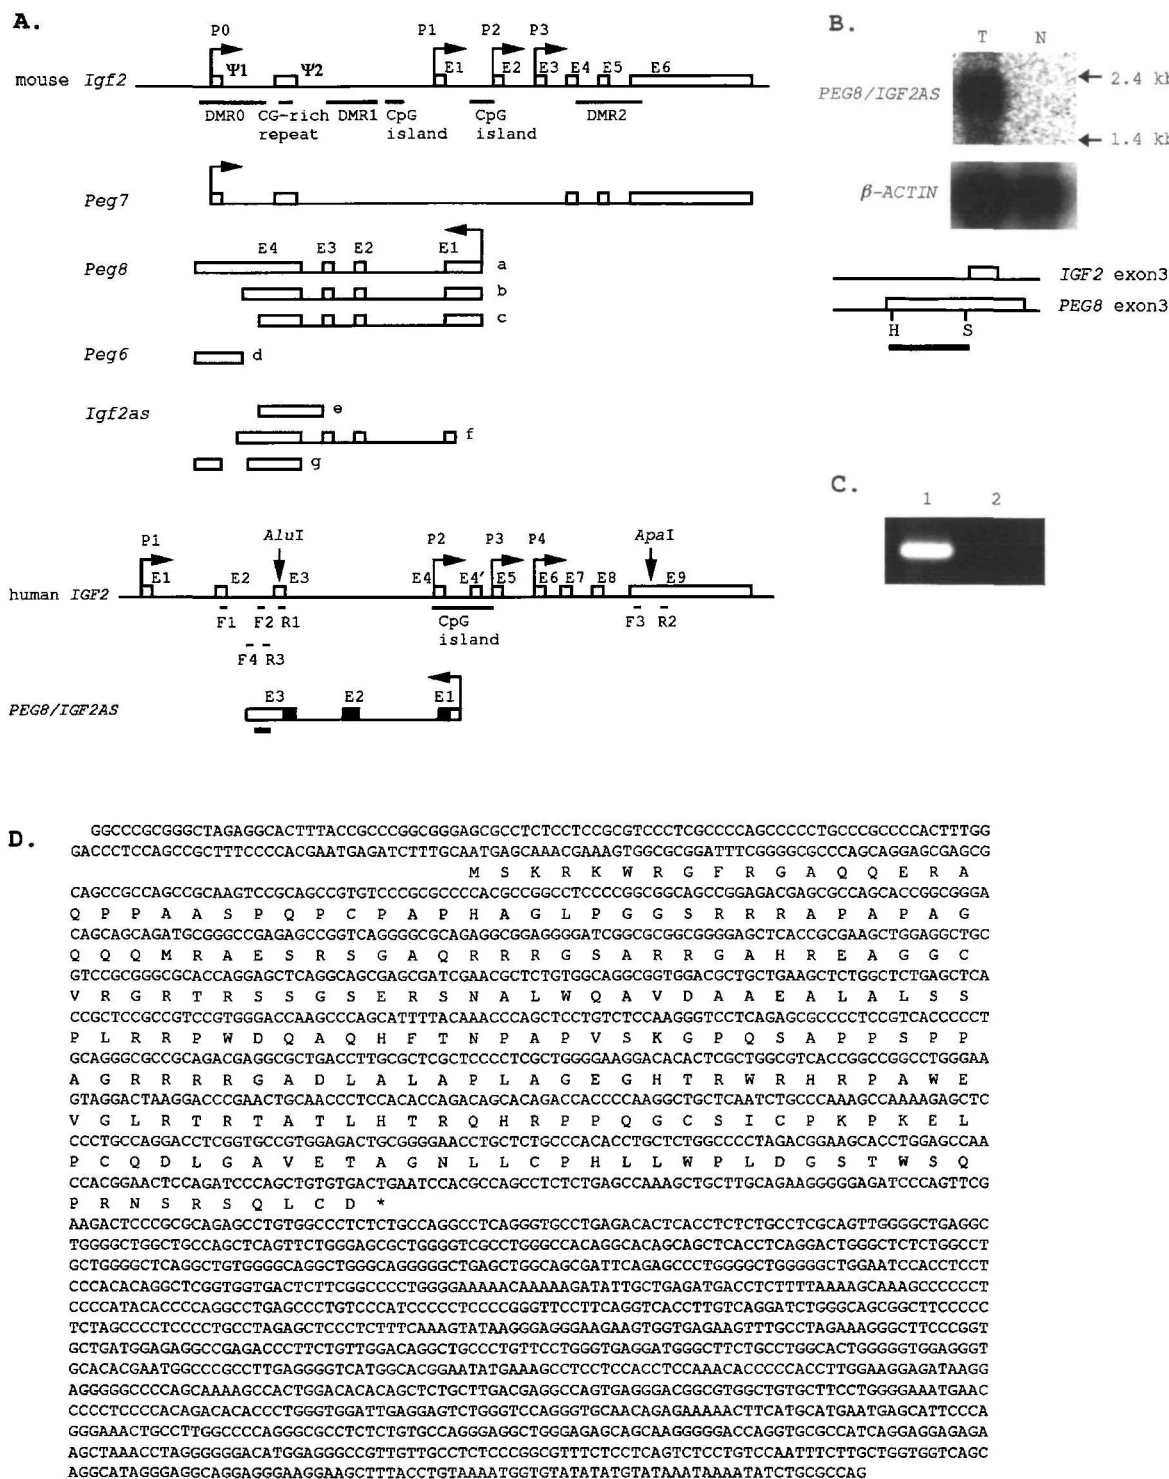 A.
P0 P1 P2 P3
Ψ1 Ψ2 E1 E2 E3 E4 E5 E6
mouse Igf2
DMR0 CG-rich repeat DMR1 CpG island CpG island DMR2
Peg7
E4 E3 E2 E1
Peg8 a
b
c
Peg6 d
Igf2as e
f
g
AluI ApaI
P1 P2 P3 P4
E1 E2 E3 E4 E4' E5 E6 E7 E8 E9
human IGF2
F1 F2 R1 CpG island F3 R2
F4 R3
E3 E2 E1
PEG8/IGF2AS
B.
T N
PEG8/IGF2AS
2.4 kb
1.4 kb
β-ACTIN
IGF2 exon3
PEG8 exon3
H S
C.
1 2
D.
GGCCCGCGGGCTAGAGGCACTTTACCGCCCGGCGGGAGCGCCTCTCCTCCGCGTCCCTCGCCCCAGCCCCCTGCCCGCCCCACTTTGG
GACCCTCCAGCCGCTTTCCCCACGAATGAGATCTTTGCAATGAGCAAACGAAAGTGGCGCGGATTTCGGGGCGCCCAGCAGGAGCGAGCG
M S K R K W R G F R G A Q Q E R A
CAGCCGCCAGCCGCAAGTCCGCAGCCGTGTCCCGCGCCCCACGCCGGCCTCCCCGGCGGCAGCCGGAGACGAGCGCCAGCACCGGCGGGA
Q P P A A S P Q P C P A P H A G L P G G S R R R A P A P A G
CAGCAGCAGATGCGGGCCGAGAGCCGGTCAGGGGCGCAGAGGCGGAGGGGATCGGCGCGGCGGGGAGCTCACCGCGAAGCTGGAGGCTGC
Q Q Q M R A E S R S G A Q R R R G S A R R G A H R E A G G C
GTCCGCGGGCGCACCAGGAGCTCAGGCAGCGAGCGATCGAACGCTCTGTGGCAGGCGGTGGACGCTGCTGAAGCTCTGGCTCTGAGCTCA
V R G R T R S S G S E R S N A L W Q A V D A A E A L A L S S
CCGCTCCGCCGTCCGTGGGACCAAGCCCAGCATTTTACAAACCCAGCTCCTGTCTCCAAGGGTCCTCAGAGCGCCCCTCCGTCACCCCCT
P L R R P W D Q A Q H F T N P A P V S K G P Q S A P P S P P
GCAGGGCGCCGCAGACGAGGCGCTGACCTTGCGCTCGCTCCCCTCGCTGGGGAAGGACACACTCGCTGGCGTCACCGGCCGGCCTGGGAA
A G R R R R G A D L A L A P L A G E G H T R W R H R P A W E
GTAGGACTAAGGACCCGAACTGCAACCCTCCACACCAGACAGCACAGACCACCCCAAGGCTGCTCAATCTGCCCAAAGCCAAAAGAGCTC
V G L R T R T A T L H T R Q H R P P Q G C S I C P K P K E L
CCCTGCCAGGACCTCGGTGCCGTGGAGACTGCGGGGAACCTGCTCTGCCCACACCTGCTCTGGCCCCTAGACGGAAGCACCTGGAGCCAA
P C Q D L G A V E T A G N L L C P H L L W P L D G S T W S Q
CCACGGAACTCCAGATCCCAGCTGTGTGACTGAATCCACGCCAGCCTCTCTGAGCCAAAGCTGCTTGCAGAAGGGGGAGATCCCAGTTCG
P R N S R S Q L C D *
AAGACTCCCGCGCAGAGCCTGTGGCCCTCTCTGCCAGGCCTCAGGGTGCCTGAGACACTCACCTCTCTGCCTCGCAGTTGGGGCTGAGGC
TGGGGCTGGCTGCCAGCTCAGTTCTGGGAGCGCTGGGGTCGCCTGGGCCACAGGCACAGCAGCTCACCTCAGGACTGGGCTCTCTGGCCT
GCTGGGGCTCAGGCTGTGGGGCAGGCTGGGCAGGGGGCTGAGCTGGCAGCGATTCAGAGCCCTGGGGCTGGGGGCTGGAATCCACCTCCT
CCCACACAGGCTCGGTGGTGACTCTTCGGCCCCTGGGGAAAAACAAAAAGATATTGCTGAGATGACCTCTTTTAAAAGCAAAGCCCCCCT
CCCCATACACCCCAGGCCTGAGCCCTGTCCCATCCCCCTCCCCGGGTTCCTTCAGGTCACCTTGTCAGGATCTGGGCAGCGGCTTCCCCC
TCTAGCCCCTCCCCTGCCTAGAGCTCCCTCTTTCAAAGTATAAGGGAGGGAAGAAGTGGTGAGAAGTTTGCCTAGAAAGGGCTTCCCGGT
GCTGATGGAGAGGCCGAGACCCTTCTGTTGGACAGGCTGCCCTGTTCCTGGGTGAGGATGGGCTTCTGCCTGGCACTGGGGGTGGAGGGT
GCACACGAATGGCCCGCCTTGAGGGGTCATGGCACGGAATATGAAAGCCTCCTCCACCTCCAAACACCCCCACCTTGGAAGGAGATAAGG
AGGGGGCCCCAGCAAAAGCCACTGGACACACAGCTCTGCTTGACGAGGCCAGTGAGGGACGGCGTGGCTGTGCTTCCTGGGGAAATGAAC
CCCCTCCCCACAGACACACCCTGGGTGGATTGAGGAGTCTGGGTCCAGGGTGCAACAGAGAAAAACTTCATGCATGAATGAGCATTCCCA
GGGAAACTGCCTTGGCCCCAGGGCGCCTCTCTGTGCCAGGGAGGCTGGGAGAGCAGCAAGGGGGACCAGGTGCGCCATCAGGAGGAGAGA
AGCTAAACCTAGGGGGGACATGGAGGGCCGTTGTTGCCTCTCCCGGCGTTTCTCCTCAGTCTCCTGTCCAATTTCTTGCTGGTGGTCAGC
AGGCATAGGGAGGCAGGAGGGAAGGAAGCTTTACCTGTAAAATGGTGTATATATGTATAAATAAAATATCTGCGCCAG